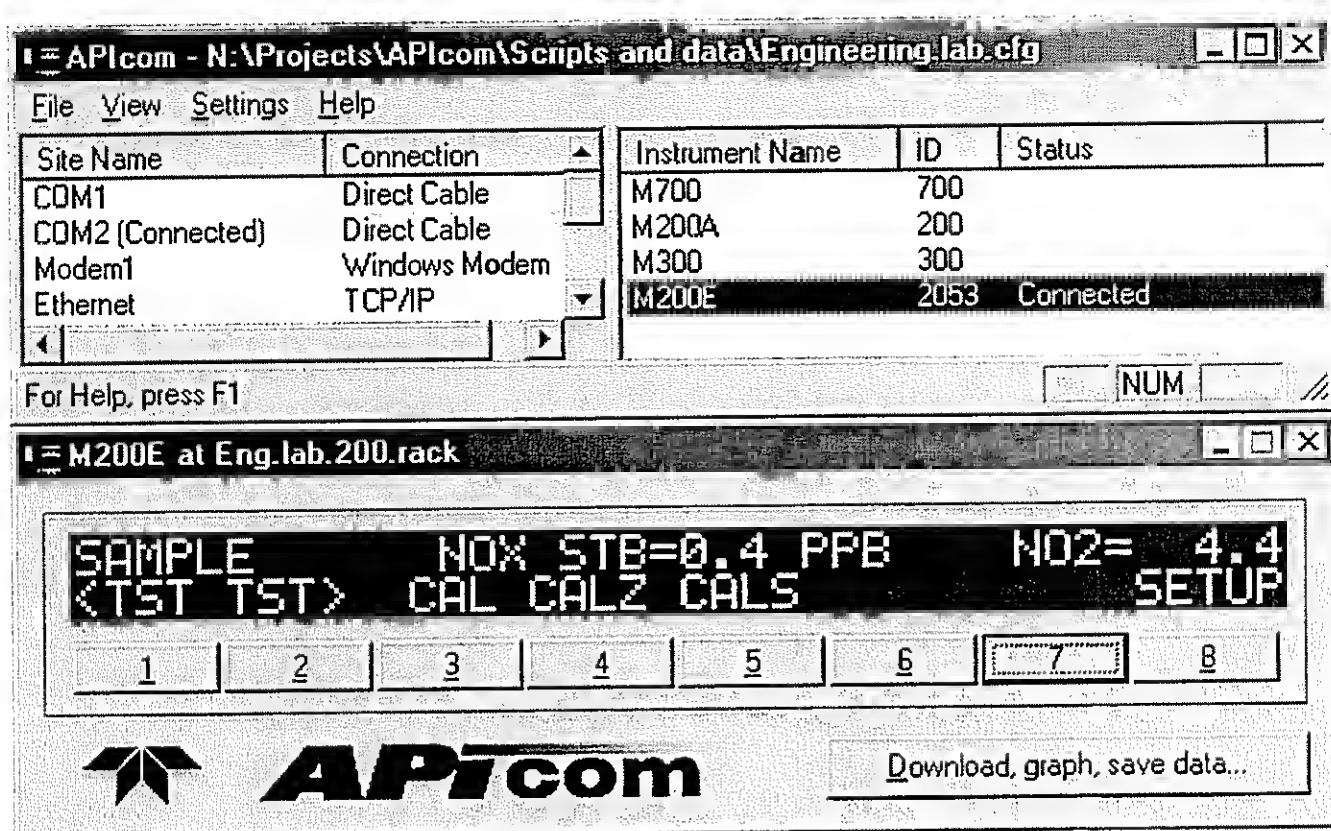 APIcom - N:\Projects\APIcom\Scripts and data\Engineering.lab.cfg
File View Settings Help
Site Name Connection
COM1 Direct Cable
COM2 (Connected) Direct Cable
Modem1 Windows Modem
Ethernet TCP/IP
Instrument Name ID Status
M700 700
M200A 200
M300 300
M200E 2053 Connected
For Help, press F1
NUM
M200E at Eng.lab.200.rack
SAMPLE NOX STB=0.4 PPB NO2= 4.4
<TST TST> CAL CALZ CALS SETUP
1 2 3 4 5 6 7 8
APIcom
Download, graph, save data...